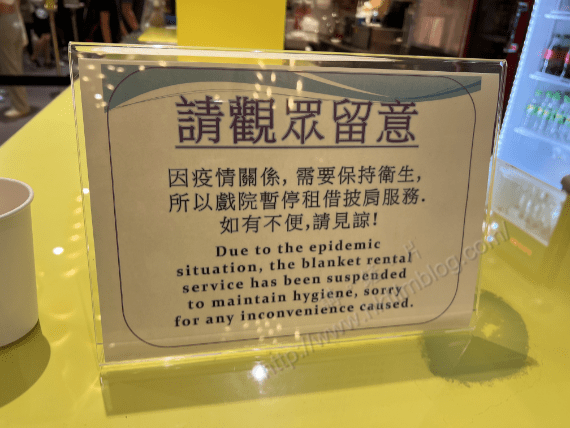 請觀眾留意
因疫情關係, 需要保持衛生,
所以戲院暫停租借披肩服務.
如有不便,請見諒!
Due to the epidemic
situation, the blanket rental
service has been suspended
to maintain hygiene, sorry
for any inconvenience caused.